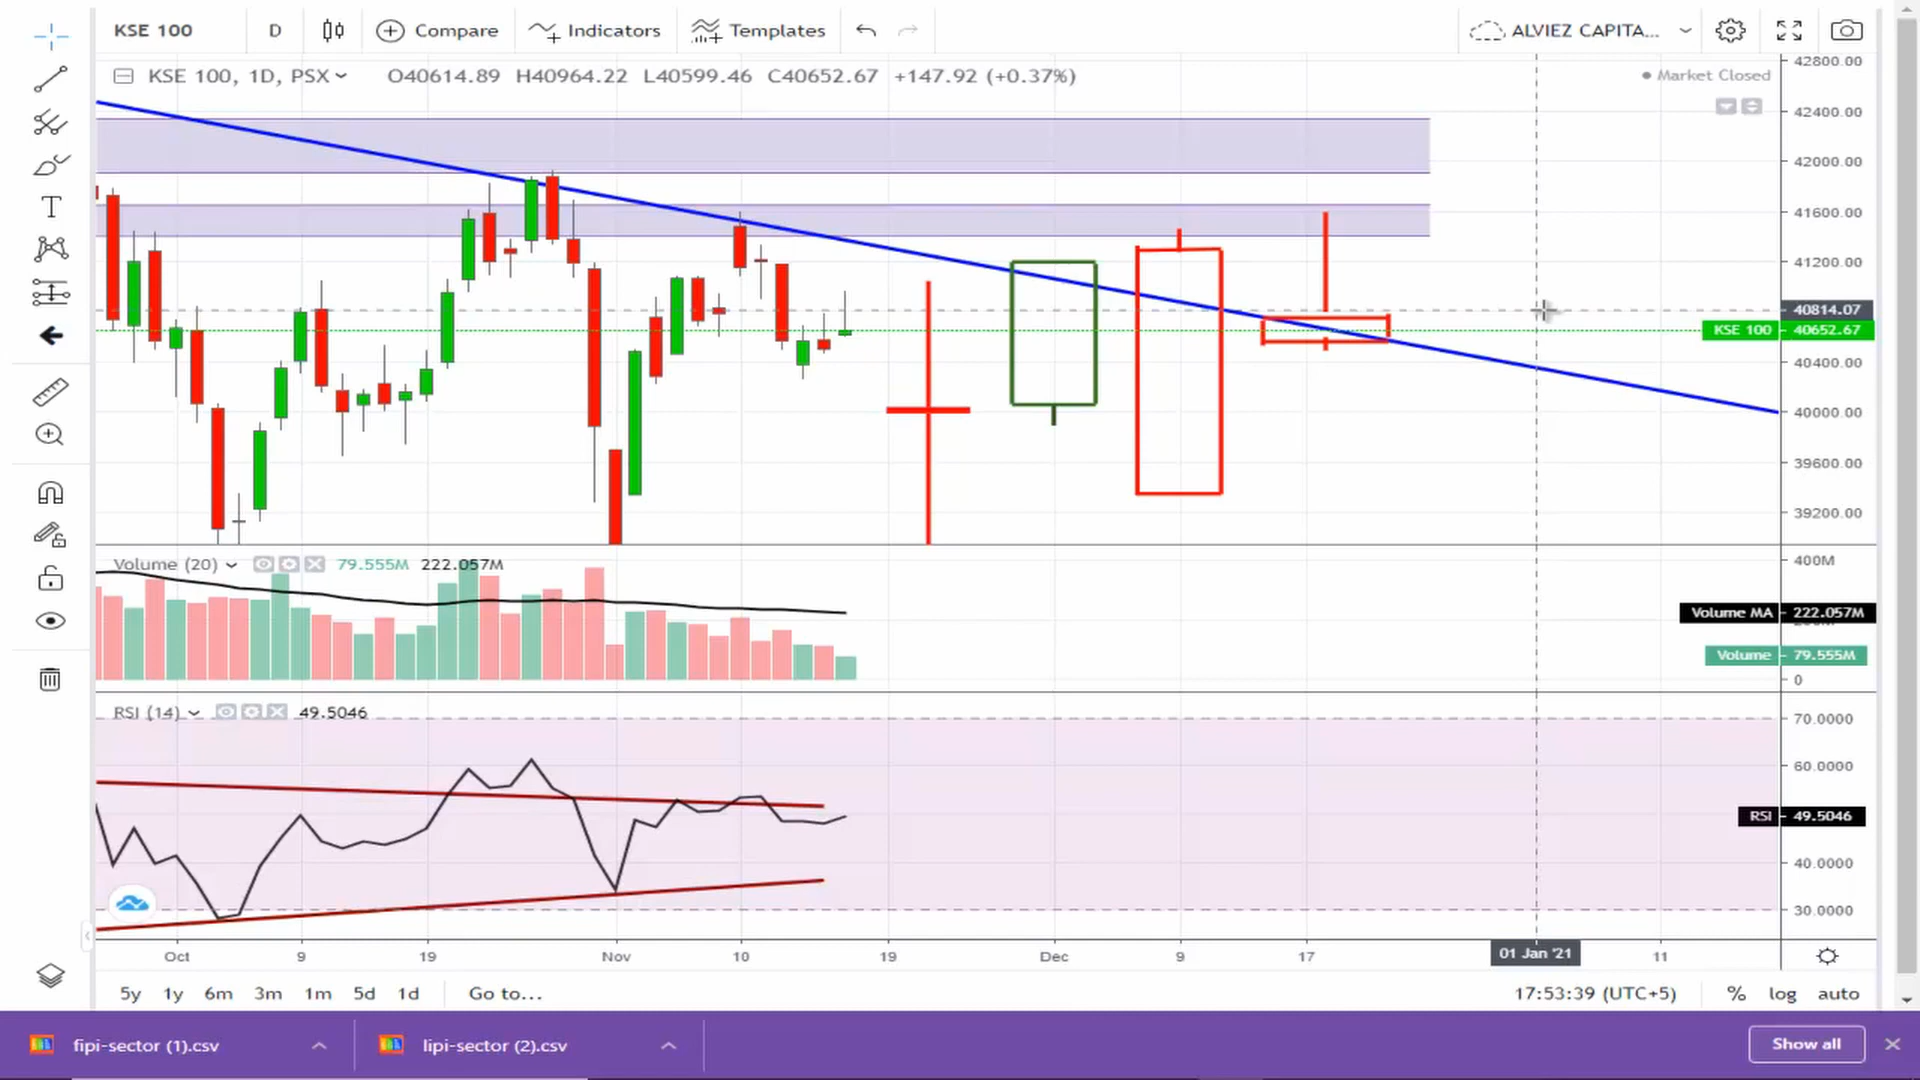 KSE 100 D Compare Indicators Templates ALVIEZ CAPITA...
KSE 100, 1D, PSX O40614.89 H40964.22 L40599.46 C40652.67 +147.92 (+0.37%)
Market Closed
42800.00
42400.00
42000.00
41600.00
41200.00
40814.07
KSE 100 40652.67
40400.00
40000.00
39600.00
39200.00
Volume (20) 79.555M 222.057M
400M
Volume MA 222.057M
Volume 79.555M
0
RSI (14) 49.5046
70.0000
60.0000
RSI 49.5046
40.0000
30.0000
Oct 9 19 Nov 10 19 Dec 9 17 01 Jan '21 11
5y 1y 6m 3m 1m 5d 1d Go to... 17:53:39 (UTC+5) % log auto
fipi-sector (1).csv lipi-sector (2).csv Show all